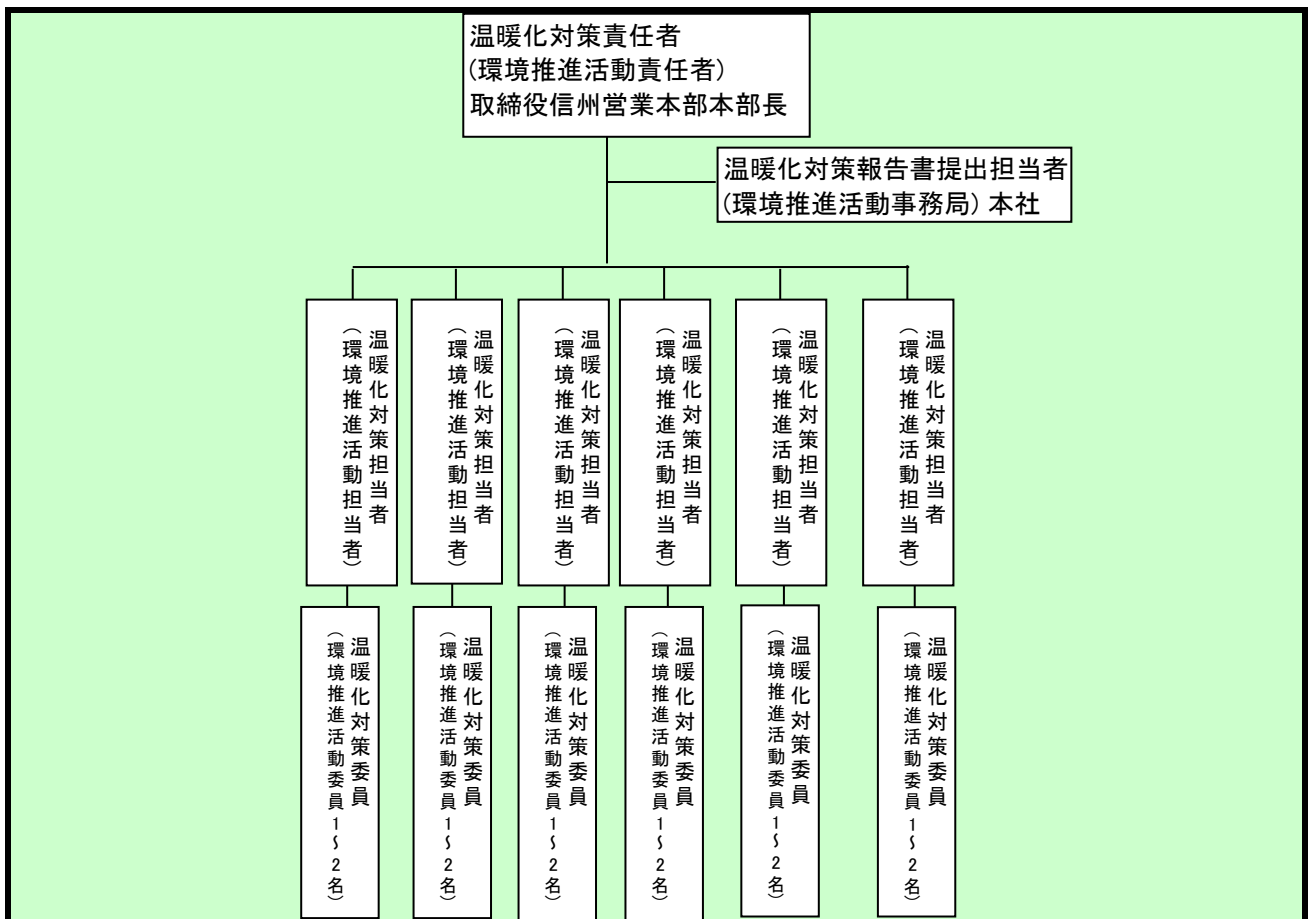 温暖化対策責任者
(環境推進活動責任者)
取締役信州営業本部本部長
温暖化対策報告書提出担当者
(環境推進活動事務局)本社
温暖化対策担当者
(環境推進活動担当者)
温暖化対策担当者
(環境推進活動担当者)
温暖化対策担当者
(環境推進活動担当者)
温暖化対策担当者
(環境推進活動担当者)
温暖化対策担当者
(環境推進活動担当者)
温暖化対策担当者
(環境推進活動担当者)
温暖化対策委員
(環境推進活動委員1~2名)
温暖化対策委員
(環境推進活動委員1~2名)
温暖化対策委員
(環境推進活動委員1~2名)
温暖化対策委員
(環境推進活動委員1~2名)
温暖化対策委員
(環境推進活動委員1~2名)
温暖化対策委員
(環境推進活動委員1~2名)